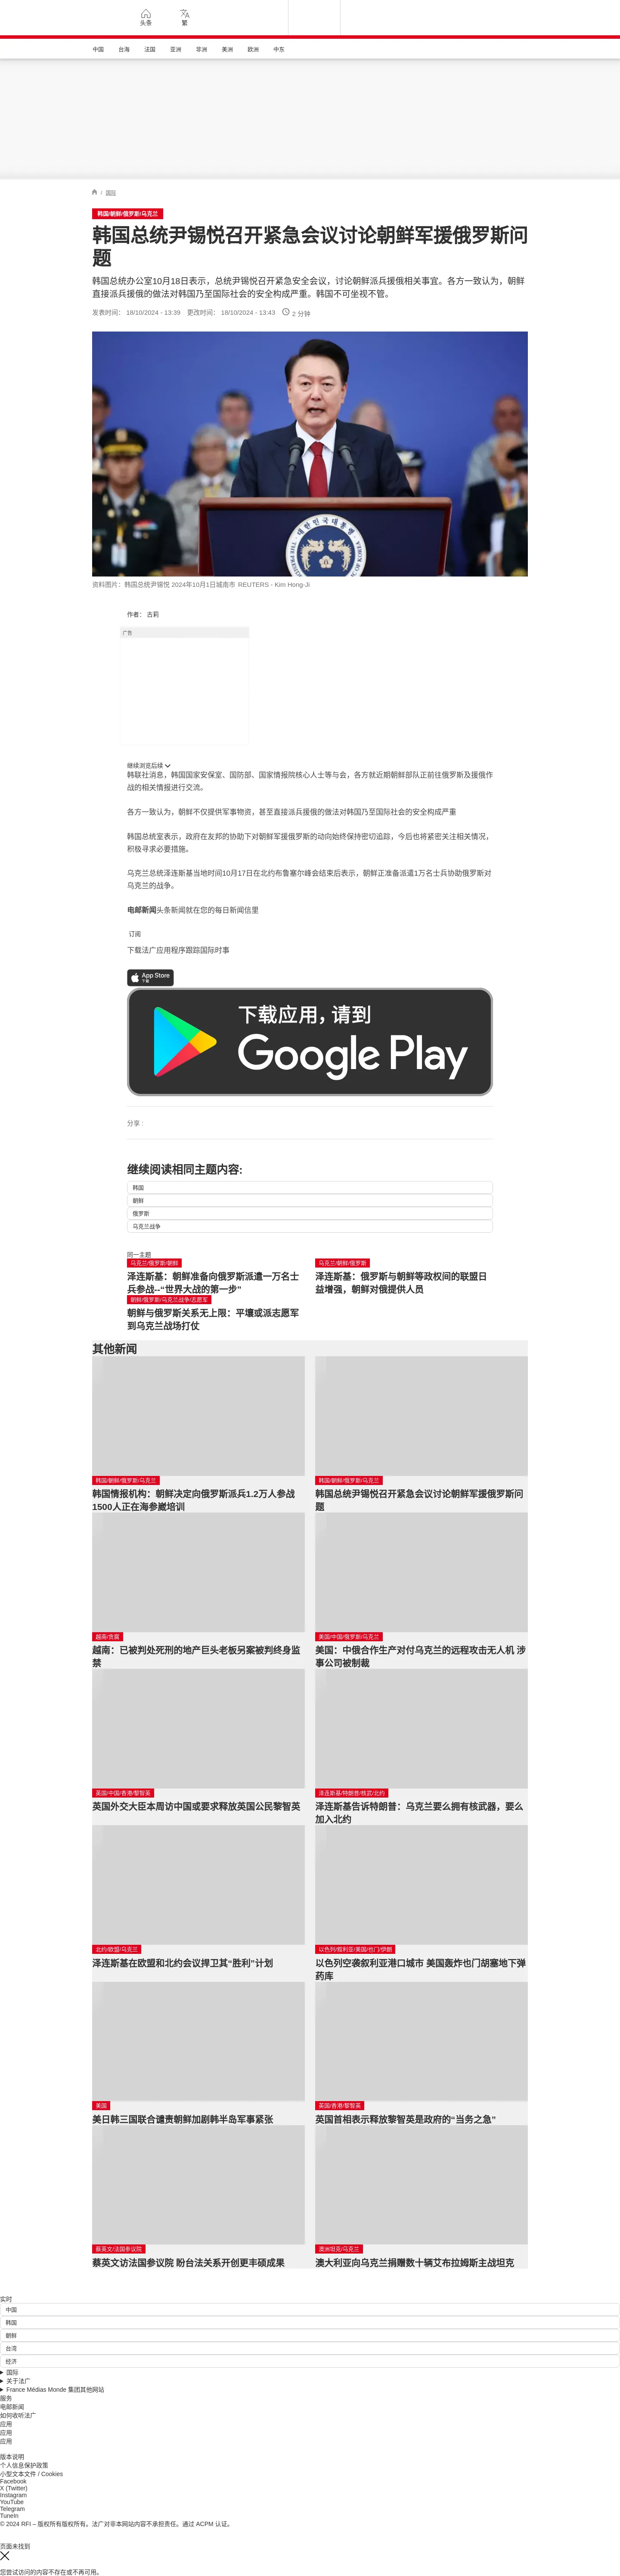 头条
繁
中国
台海
法国
亚洲
非洲
美洲
欧洲
中东
/ 国际
韩国/朝鲜/俄罗斯/乌克兰
韩国总统尹锡悦召开紧急会议讨论朝鲜军援俄罗斯问
题
韩国总统办公室10月18日表示，总统尹锡悦召开紧急安全会议，讨论朝鲜派兵援俄相关事宜。各方一致认为，朝鲜
直接派兵援俄的做法对韩国乃至国际社会的安全构成严重。韩国不可坐视不管。
发表时间： 18/10/2024 - 13:39 更改时间： 18/10/2024 - 13:43 2 分钟
资料图片：韩国总统尹锡悦 2024年10月1日城南市 REUTERS - Kim Hong-Ji
作者： 古莉
广告
继续浏览后续
韩联社消息，韩国国家安保室、国防部、国家情报院核心人士等与会，各方就近期朝鲜部队正前往俄罗斯及援俄作
战的相关情报进行交流。
各方一致认为，朝鲜不仅提供军事物资，甚至直接派兵援俄的做法对韩国乃至国际社会的安全构成严重
韩国总统室表示，政府在友邦的协助下对朝鲜军援俄罗斯的动向始终保持密切追踪，今后也将紧密关注相关情况，
积极寻求必要措施。
乌克兰总统泽连斯基当地时间10月17日在北约布鲁塞尔峰会结束后表示，朝鲜正准备派遣1万名士兵协助俄罗斯对
乌克兰的战争。
电邮新闻头条新闻就在您的每日新闻信里
订阅
下载法广应用程序跟踪国际时事
App Store
下载
下载应用，请到
Google Play
分享 :
继续阅读相同主题内容:
韩国
朝鲜
俄罗斯
乌克兰战争
同一主题
乌克兰/俄罗斯/朝鲜
泽连斯基：朝鲜准备向俄罗斯派遣一万名士
兵参战--“世界大战的第一步”
乌克兰/朝鲜/俄罗斯
泽连斯基：俄罗斯与朝鲜等政权间的联盟日
益增强，朝鲜对俄提供人员
朝鲜/俄罗斯/乌克兰战争/志愿军
朝鲜与俄罗斯关系无上限：平壤或派志愿军
到乌克兰战场打仗
其他新闻
韩国/朝鲜/俄罗斯/乌克兰
韩国情报机构：朝鲜决定向俄罗斯派兵1.2万人参战
1500人正在海参崴培训
韩国/朝鲜/俄罗斯/乌克兰
韩国总统尹锡悦召开紧急会议讨论朝鲜军援俄罗斯问
题
越南/贪腐
越南：已被判处死刑的地产巨头老板另案被判终身监
禁
美国/中国/俄罗斯/乌克兰
美国：中俄合作生产对付乌克兰的远程攻击无人机 涉
事公司被制裁
英国/中国/香港/黎智英
英国外交大臣本周访中国或要求释放英国公民黎智英
泽连斯基/特朗普/核武/北约
泽连斯基告诉特朗普：乌克兰要么拥有核武器，要么
加入北约
北约/欧盟/乌克兰
泽连斯基在欧盟和北约会议捍卫其“胜利”计划
以色列/叙利亚/美国/也门/伊朗
以色列空袭叙利亚港口城市 美国轰炸也门胡塞地下弹
药库
美国
美日韩三国联合谴责朝鲜加剧韩半岛军事紧张
英国/香港/黎智英
英国首相表示释放黎智英是政府的“当务之急”
蔡英文/法国参议院
蔡英文访法国参议院 盼台法关系开创更丰硕成果
澳洲坦克/乌克兰
澳大利亚向乌克兰捐赠数十辆艾布拉姆斯主战坦克
实时
中国
韩国
朝鲜
台湾
经济
国际
关于法广
France Médias Monde 集团其他网站
服务
电邮新闻
如何收听法广
应用
应用
应用
版本说明
个人信息保护政策
小型文本文件 / Cookies
Facebook
X (Twitter)
Instagram
YouTube
Telegram
TuneIn
© 2024 RFI – 版权所有版权所有。法广对非本网站内容不承担责任。通过 ACPM 认证。
页面未找到
您尝试访问的内容不存在或不再可用。